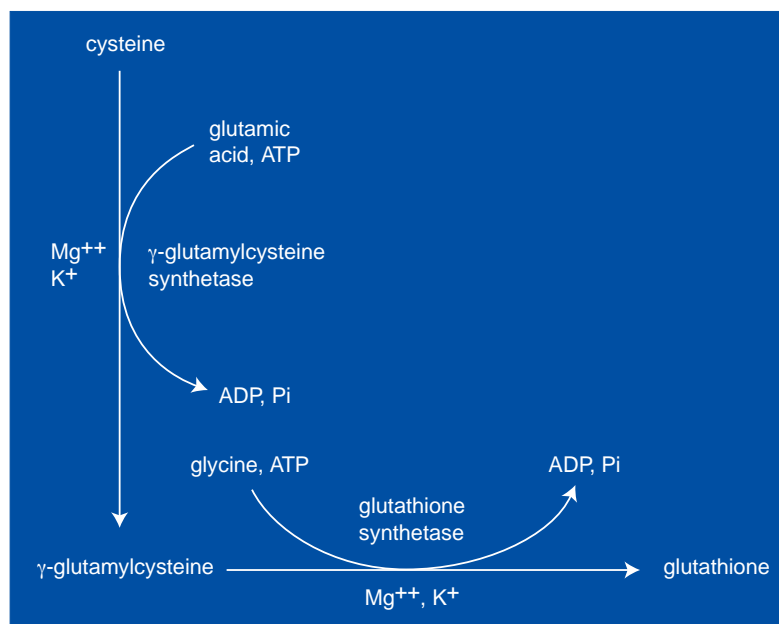 cysteine
glutamic
acid, ATP
Mg++
K+
γ-glutamylcysteine
synthetase
ADP, Pi
glycine, ATP
ADP, Pi
glutathione
synthetase
γ-glutamylcysteine
glutathione
Mg++, K+